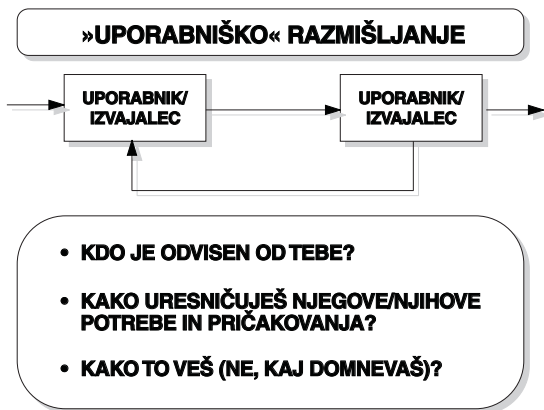 »UPORABNIŠKO« RAZMIŠLJANJE
UPORABNIK/
IZVAJALEC
UPORABNIK/
IZVAJALEC
• KDO JE ODVISEN OD TEBE?
• KAKO URESNIČUJEŠ NJEGOVE/NJIHOVE
POTREBE IN PRIČAKOVANJA?
• KAKO TO VEŠ (NE, KAJ DOMNEVAŠ)?